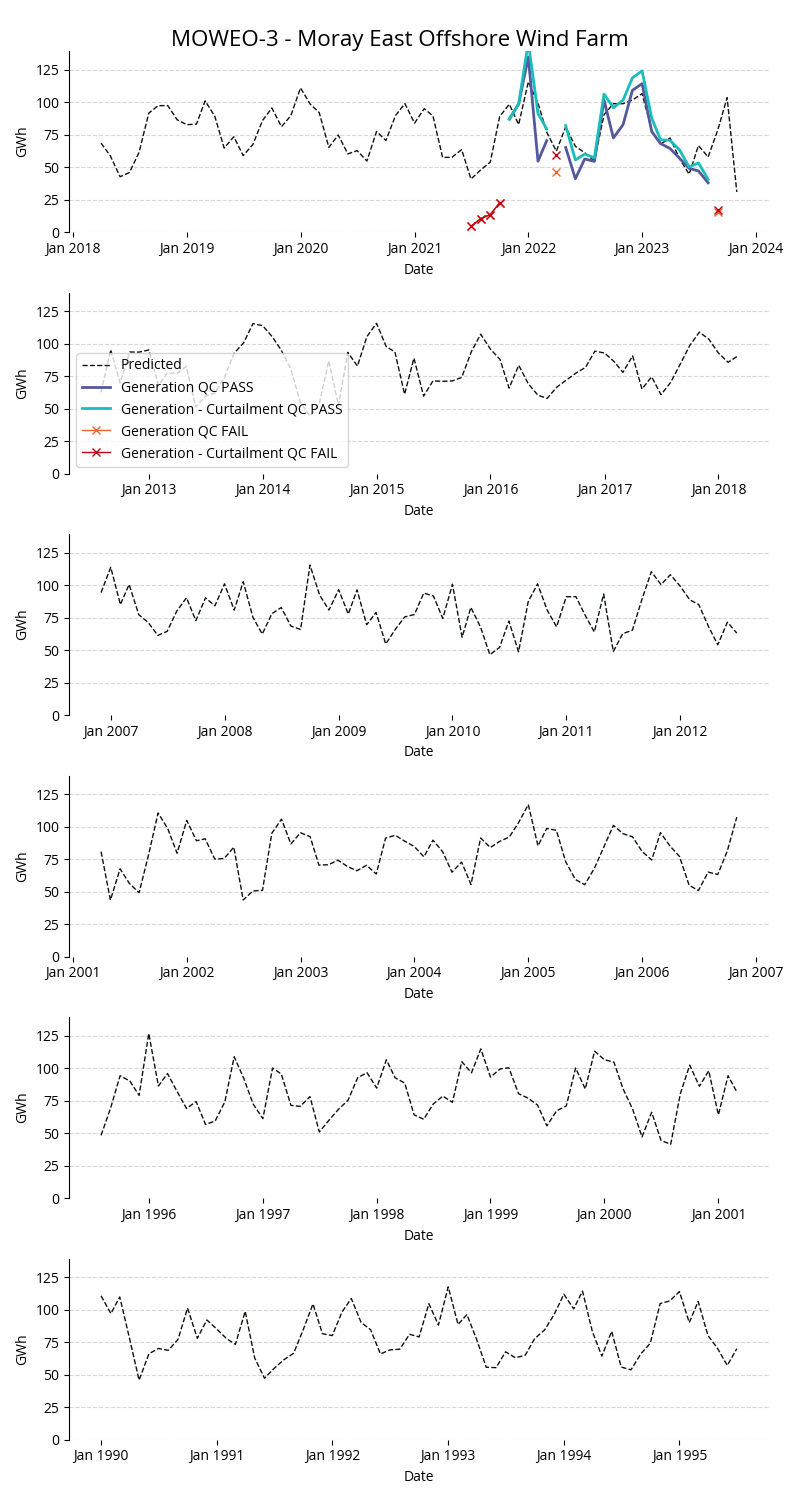 MOWEO-3 - Moray East Offshore Wind Farm
125
100
75
50
25
0
GWh
Jan 2018 Jan 2019 Jan 2020 Jan 2021 Jan 2022 Jan 2023 Jan 2024
Date
125
100
75
50
25
0
GWh
Predicted
Generation QC PASS
Generation - Curtailment QC PASS
Generation QC FAIL
Generation - Curtailment QC FAIL
Jan 2013 Jan 2014 Jan 2015 Jan 2016 Jan 2017 Jan 2018
Date
125
100
75
50
25
0
GWh
Jan 2007 Jan 2008 Jan 2009 Jan 2010 Jan 2011 Jan 2012
Date
125
100
75
50
25
0
GWh
Jan 2001 Jan 2002 Jan 2003 Jan 2004 Jan 2005 Jan 2006 Jan 2007
Date
125
100
75
50
25
0
GWh
Jan 1996 Jan 1997 Jan 1998 Jan 1999 Jan 2000 Jan 2001
Date
125
100
75
50
25
0
GWh
Jan 1990 Jan 1991 Jan 1992 Jan 1993 Jan 1994 Jan 1995
Date